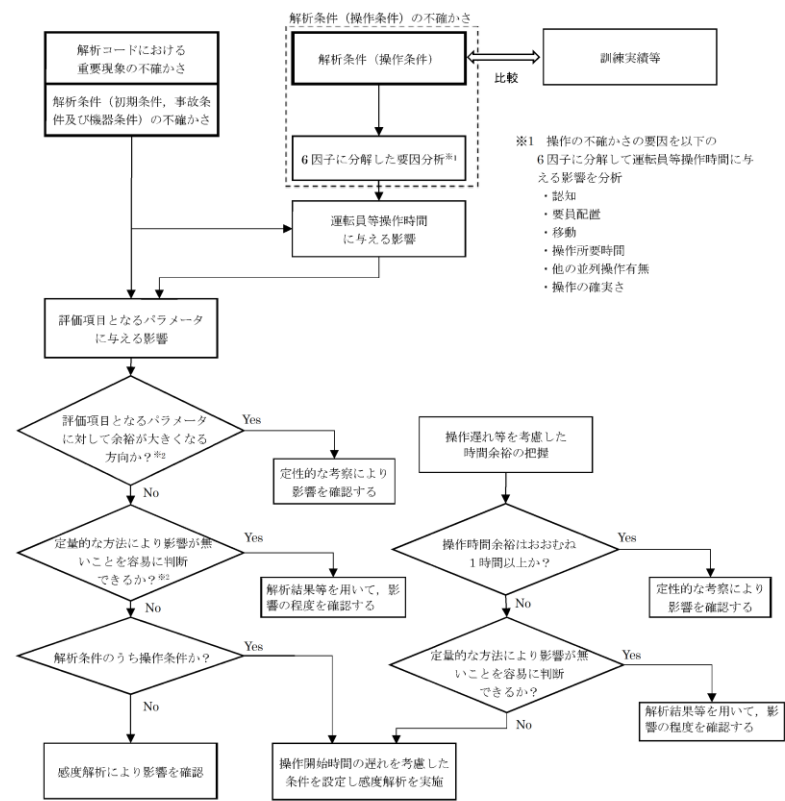 解析条件（操作条件）の不確かさ
解析コードにおける
重要現象の不確かさ
解析条件（初期条件，事故条
件及び機器条件）の不確かさ
解析条件（操作条件）
比較
訓練実績等
6因子に分解した要因分析※1
※1　操作の不確かさの要因を以下の
6因子に分解して運転員等操作時間に与
える影響を分析
・認知
・要員配置
・移動
・操作所要時間
・他の並列操作有無
・操作の確実さ
運転員等操作時間
に与える影響
評価項目となるパラメータ
に与える影響
評価項目となるパラメータ
に対して余裕が大きくなる
方向か？※2
Yes
定性的な考察により
影響を確認する
No
定量的な方法により影響が無
いことを容易に判断
できるか？※2
Yes
解析結果等を用いて，影
響の程度を確認する
No
解析条件のうち操作条件か？
Yes
No
感度解析により影響を確認
操作遅れ等を考慮した
時間余裕の把握
操作時間余裕はおおむね
1時間以上か？
Yes
定性的な考察により
影響を確認する
No
定量的な方法により影響が無
いことを容易に判断
できるか？
Yes
解析結果等を用いて，影
響の程度を確認する
No
操作開始時間の遅れを考慮した
条件を設定し感度解析を実施